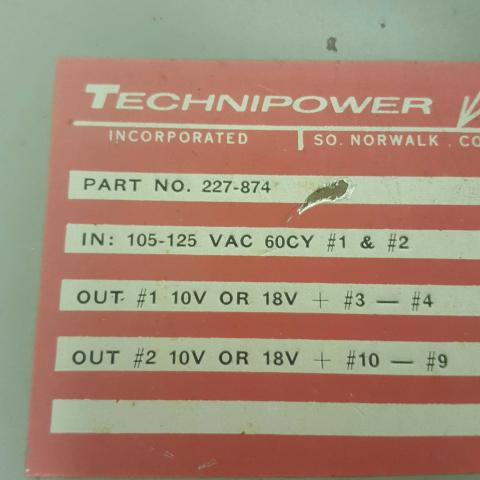 TECHNIPOWER
INCORPORATED SO. NORWALK. CO
PART NO. 227-874
IN: 105-125 VAC 60CY #1 & #2
OUT #1 10V OR 18V + #3 — #4
OUT #2 10V OR 18V + #10 — #9